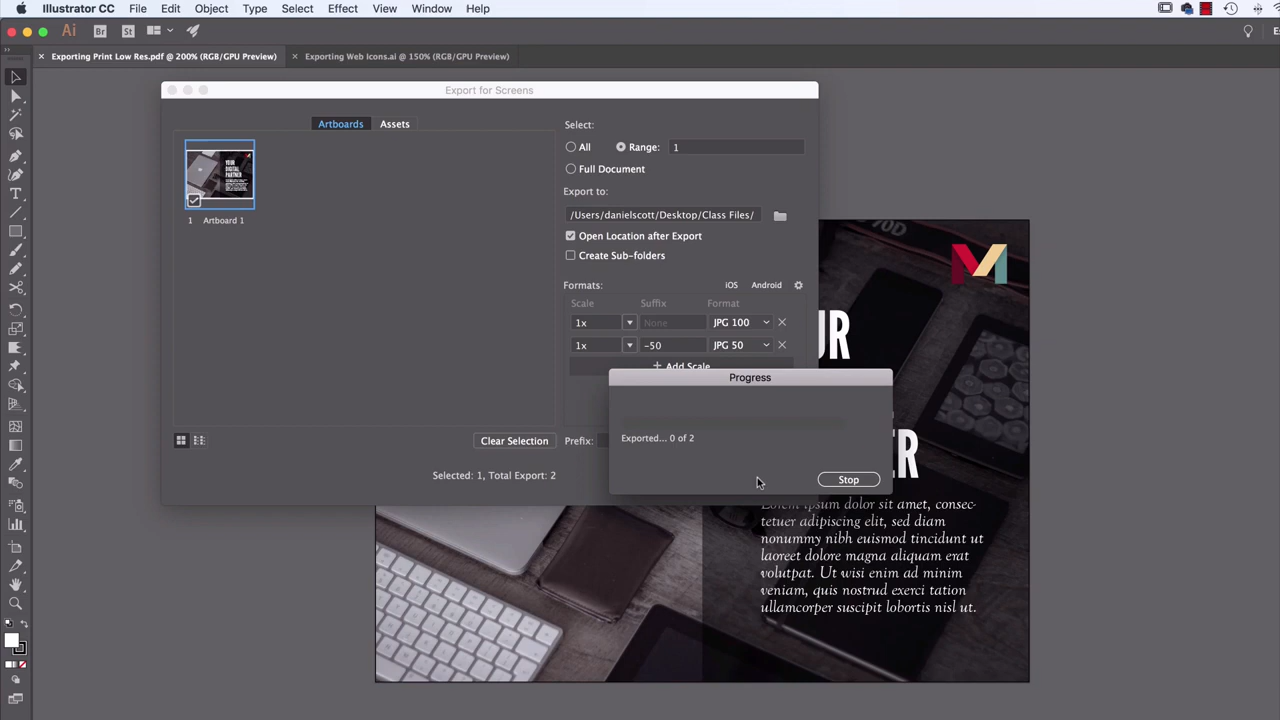 Illustrator CC File Edit Object Type Select Effect View Window Help
Ai Br St
× Exporting Print Low Res.pdf @ 200% (RGB/GPU Preview) × Exporting Web Icons.ai @ 150% (RGB/GPU Preview)
Export for Screens
Artboards Assets
1 Artboard 1
Select:
All Range: 1
Full Document
Export to:
/Users/danielscott/Desktop/Class Files/
Open Location after Export
Create Sub-folders
Formats: iOS Android
Scale Suffix Format
1x None JPG 100
1x -50 JPG 50
+ Add Scale
Clear Selection Prefix:
Selected: 1, Total Export: 2
Progress
Exported... 0 of 2
Stop
YOUR
DIGITAL
PARTNER
Lorem ipsum dolor sit amet, consec-
tetuer adipiscing elit, sed diam
nonummy nibh euismod tincidunt ut
laoreet dolore magna aliquam erat
volutpat. Ut wisi enim ad minim
veniam, quis nostrud exerci tation
ullamcorper suscipit lobortis nisl ut.